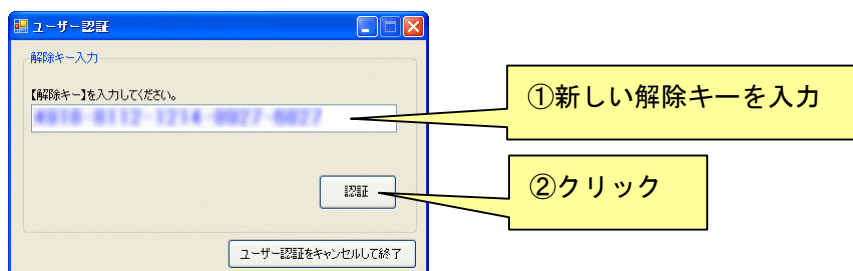 ユーザー認証
解除キー入力
【解除キー】を入力してください。
①新しい解除キーを入力
認証
②クリック
ユーザー認証をキャンセルして終了